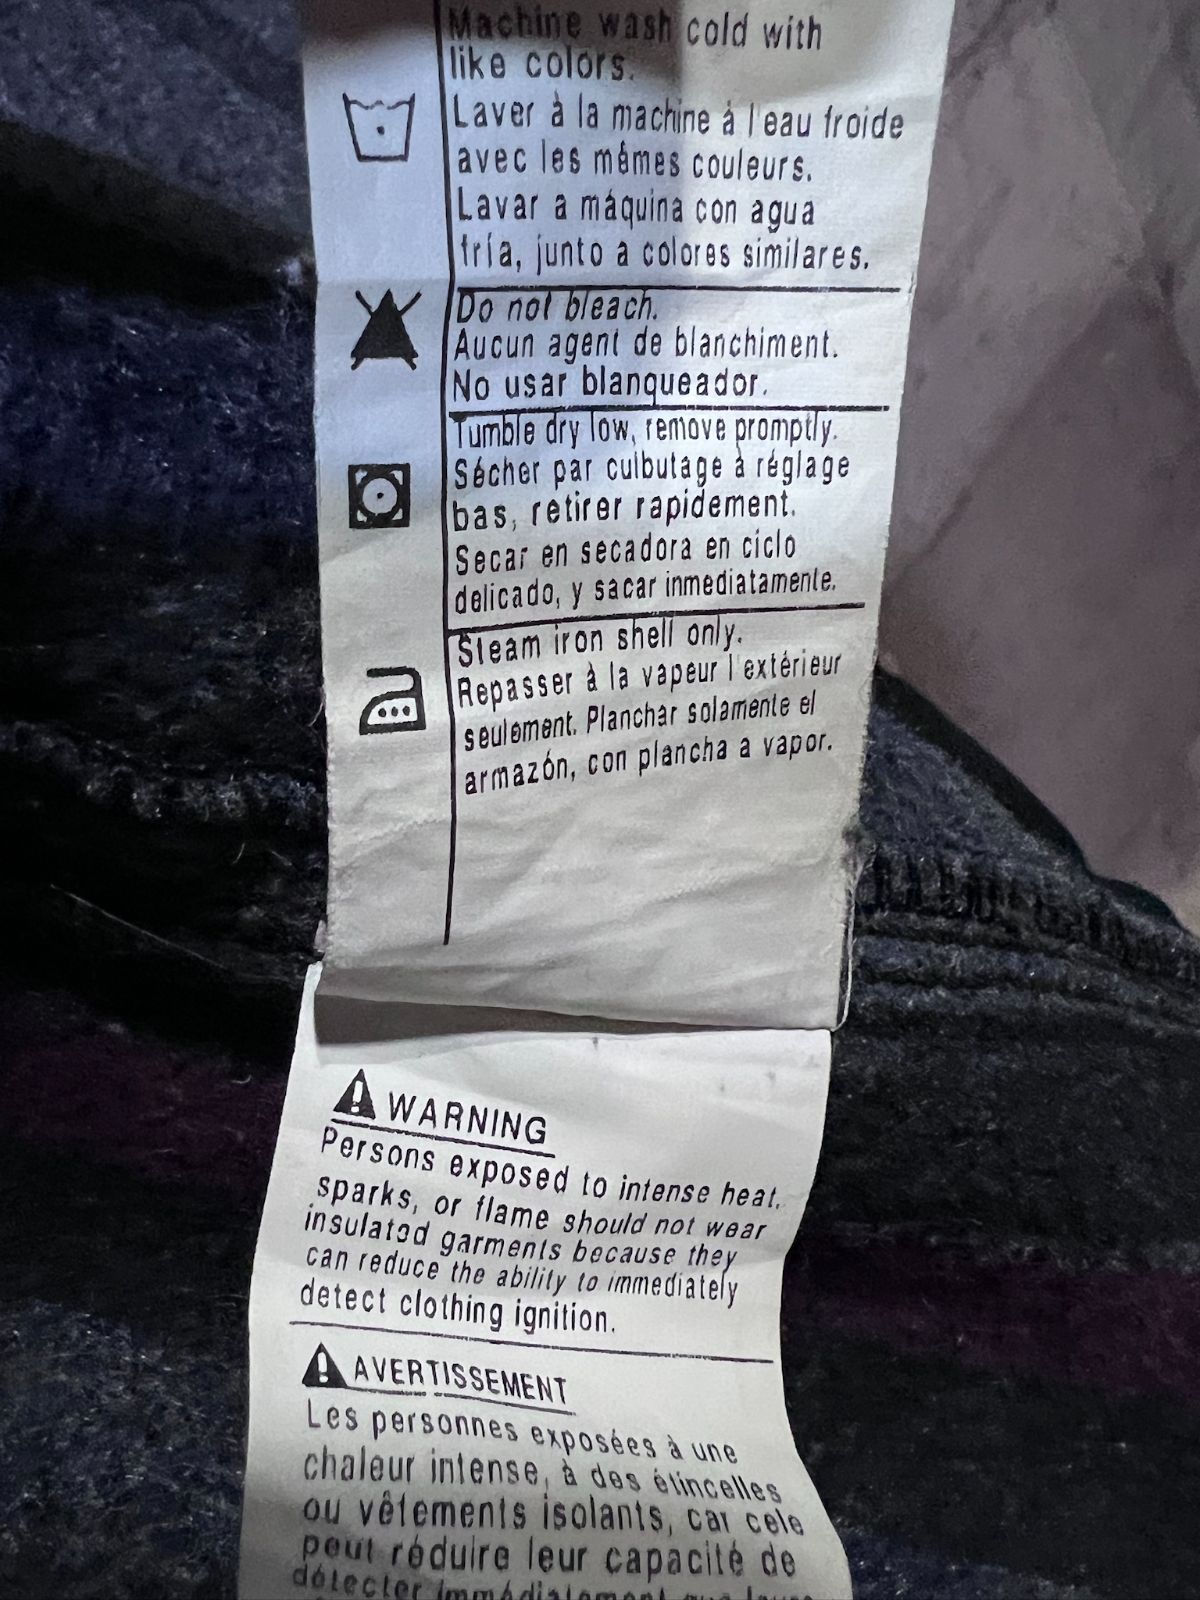 Machine wash cold with
like colors.
Laver à la machine à l'eau froide
avec les mêmes couleurs.
Lavar a máquina con agua
fría, junto a colores similares.
Do not bleach.
Aucun agent de blanchiment.
No usar blanqueador.
Tumble dry low, remove promptly.
Sécher par culbutage à réglage
bas, retirer rapidement.
Secar en secadora en ciclo
delicado, y sacar inmediatamente.
Steam iron shell only.
Repasser à la vapeur l'extérieur
seulement. Planchar solamente el
armazón, con plancha a vapor.
WARNING
Persons exposed to intense heat,
sparks, or flame should not wear
insulated garments because they
can reduce the ability to immediately
detect clothing ignition.
AVERTISSEMENT
Les personnes exposées à une
chaleur intense, à des étincelles
ou vêtements isolants, car cele
peut réduire leur capacité de
détecter immédiatement que leurs